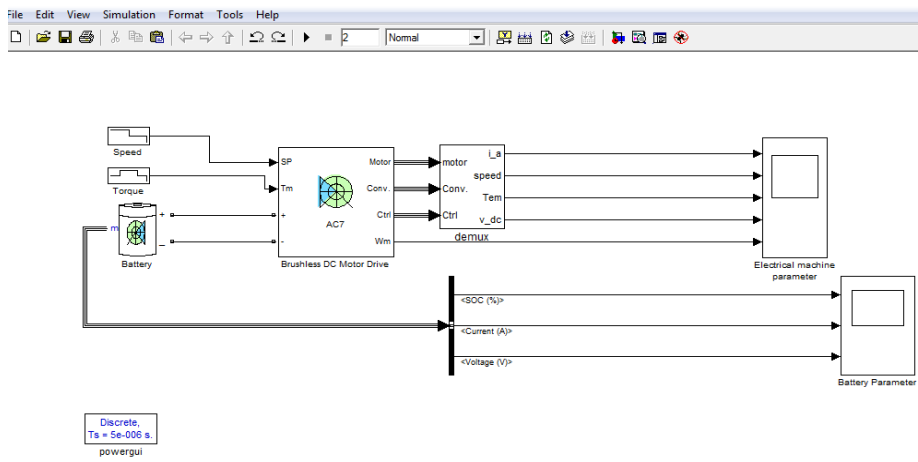 File Edit View Simulation Format Tools Help
2 Normal
Speed
Torque
m
+
_
Battery
SP
Tm
+
-
Motor
Conv.
Ctrl
Wm
AC7
Brushless DC Motor Drive
motor
Conv.
Ctrl
i_a
speed
Tem
v_dc
demux
Electrical machine
parameter
<SOC (%)>
<Current (A)>
<Voltage (V)>
Battery Parameter
Discrete,
Ts = 5e-006 s.
powergui